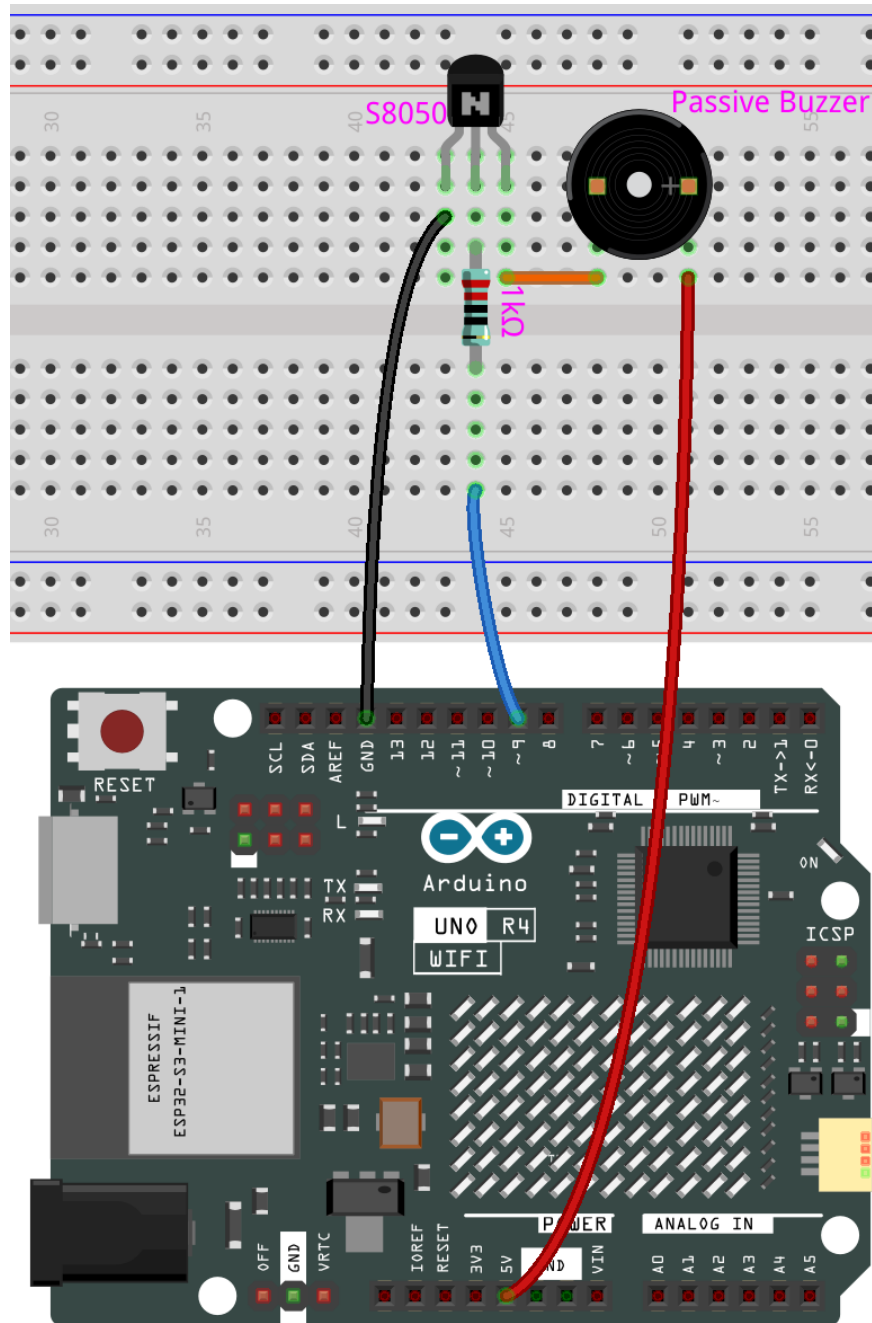 S8050
Passive Buzzer
30
35
40
45
55
1kΩ
30
35
40
45
50
55
RESET
SCL
SDA
AREF
GND
13
12
~11
~10
~9
8
7
~6
~5
4
~3
2
TX->1
RX<-0
DIGITAL PWM~
L
TX
RX
Arduino
ON
UNO R4
WIFI
ICSP
ESPRESSIF
ESP32-S3-MINI-1
POWER
ANALOG IN
OFF
GND
VRTC
IOREF
RESET
3V3
5V
GND
VIN
A0
A1
A2
A3
A4
A5